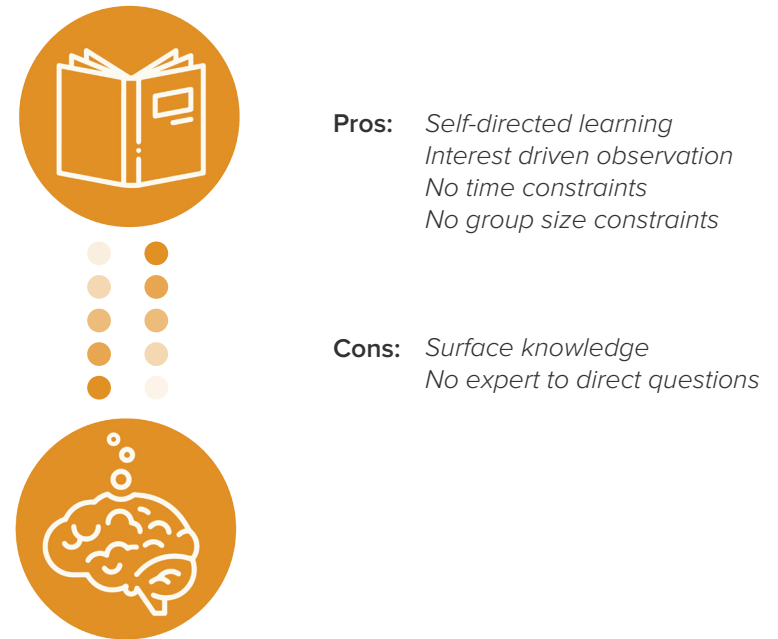 Pros: Self-directed learning
Interest driven observation
No time constraints
No group size constraints
Cons: Surface knowledge
No expert to direct questions